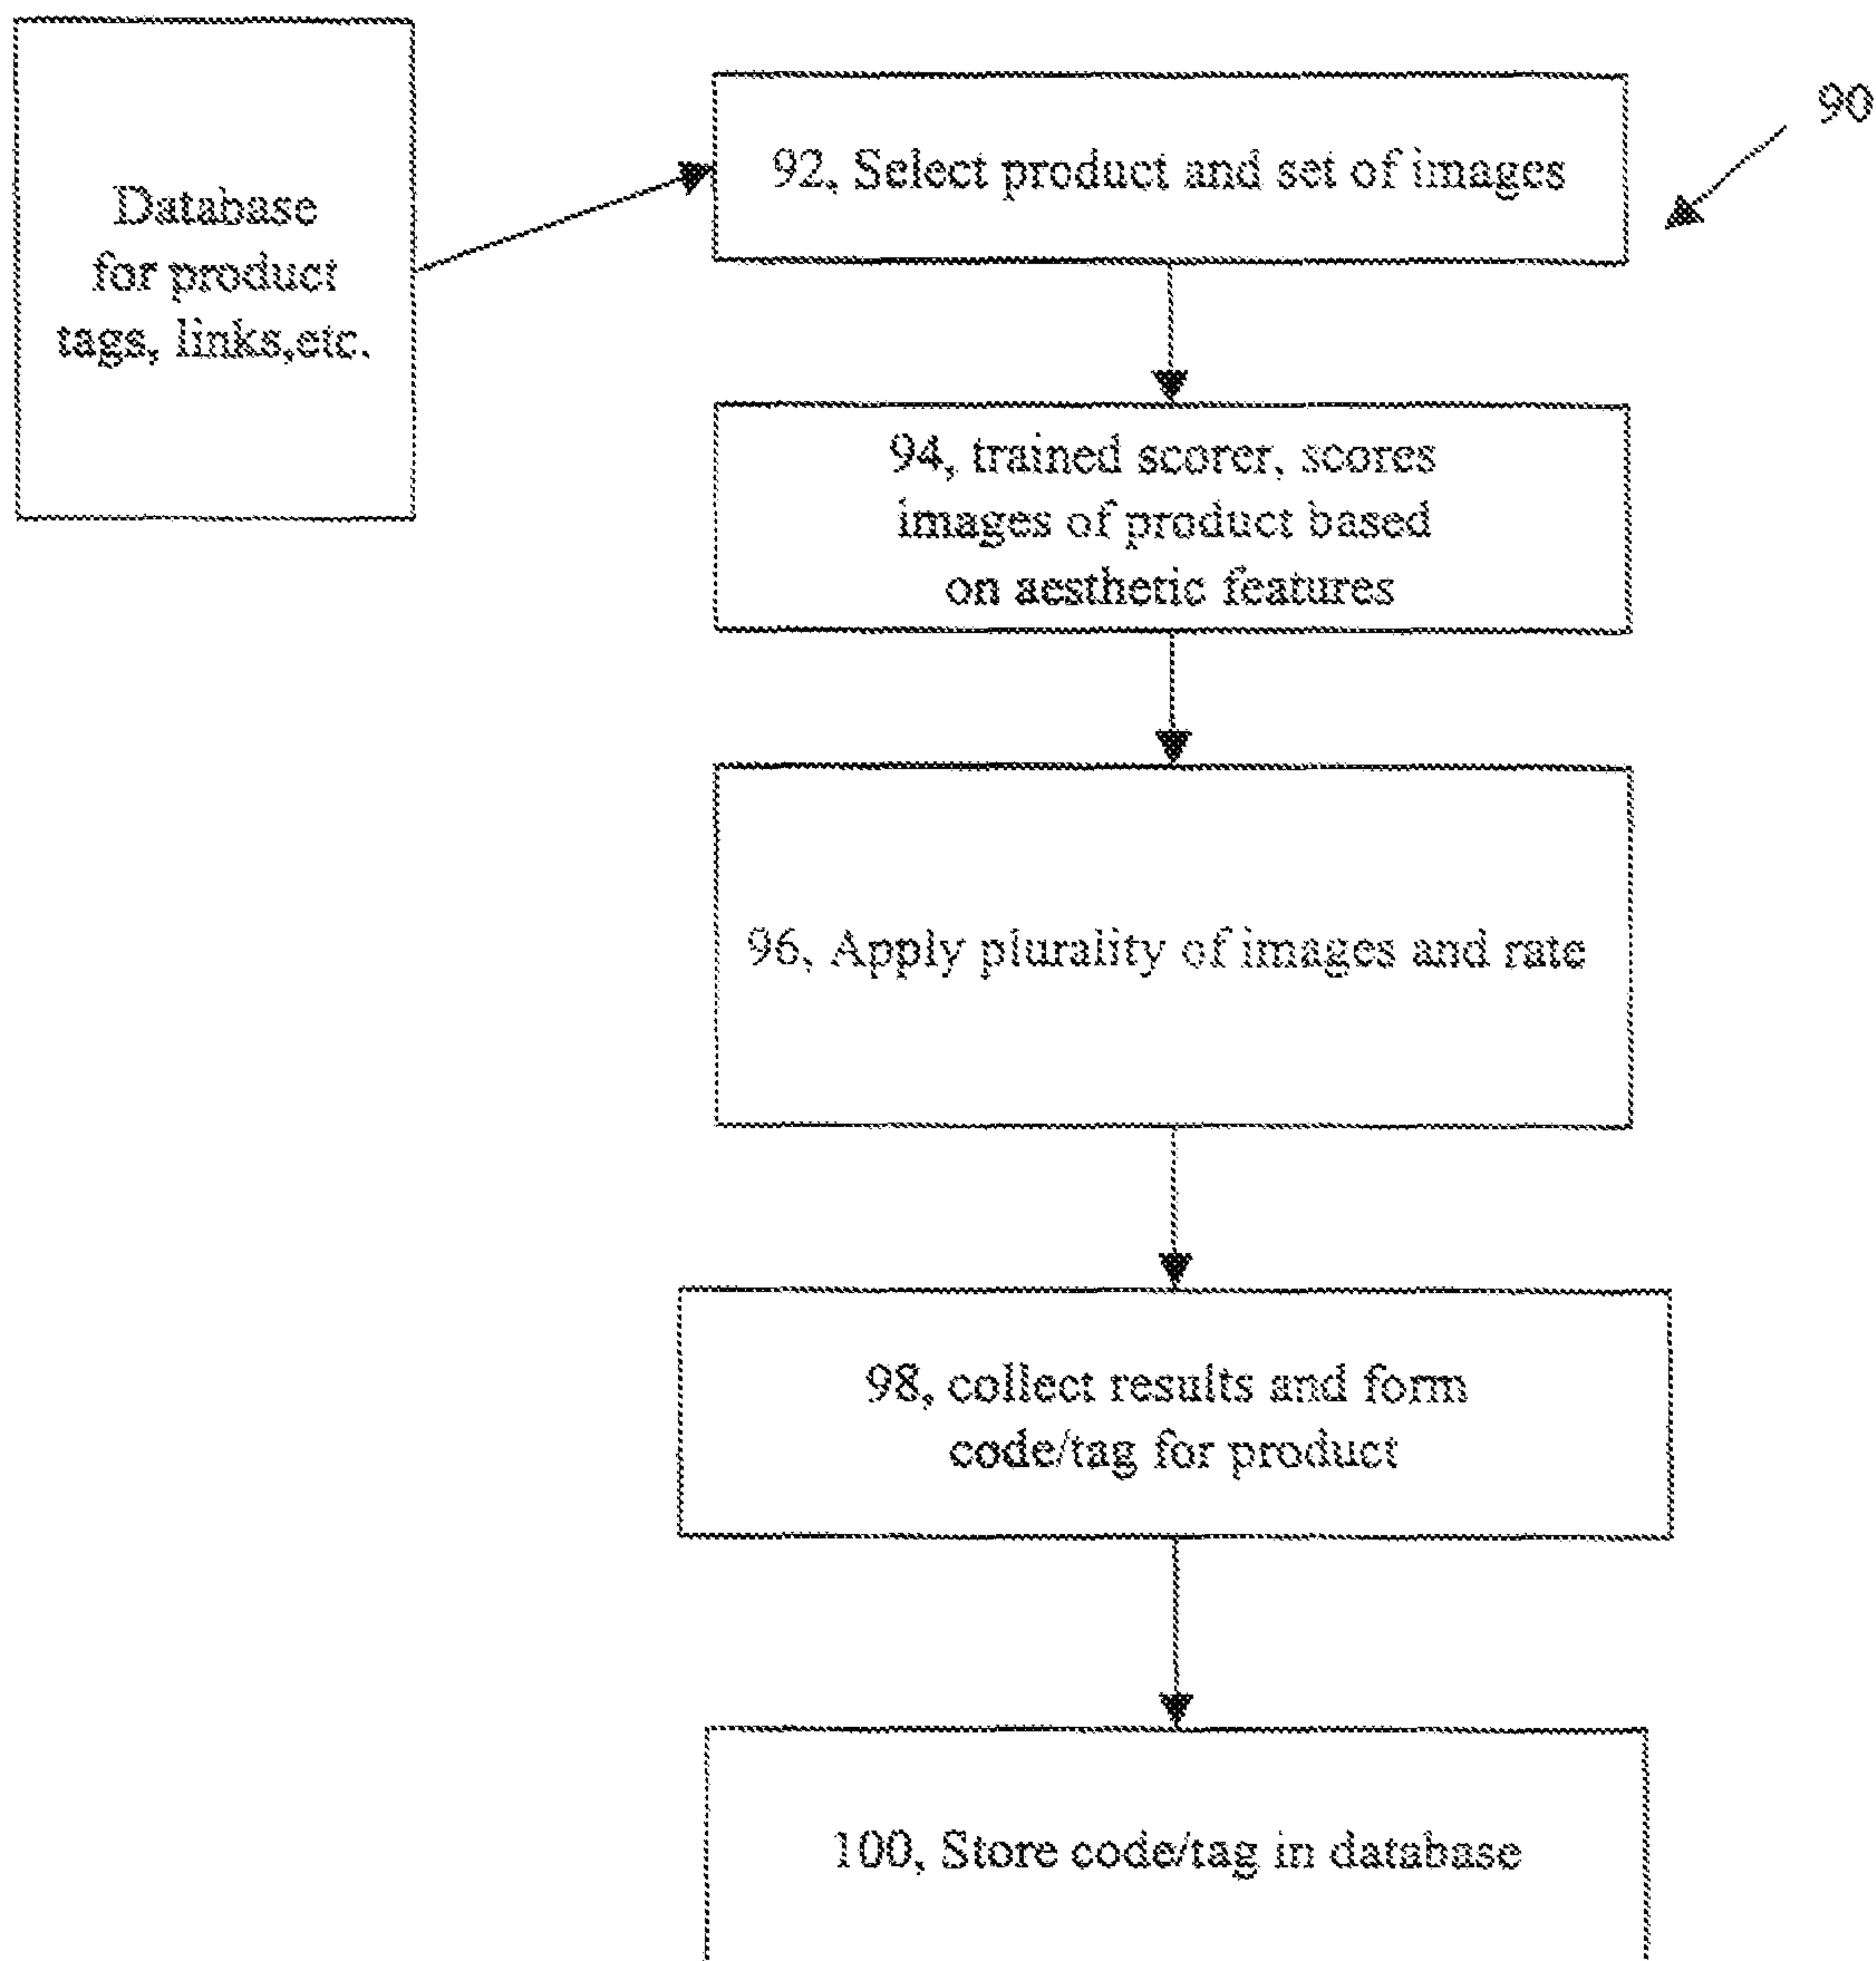 Database
for product
tags, links,etc.
92, Select product and set of images
90
94, trained scorer, scores
images of product based
on aesthetic features
96, Apply plurality of images and rate
98, collect results and form
code/tag for product
100, Store code/tag in database